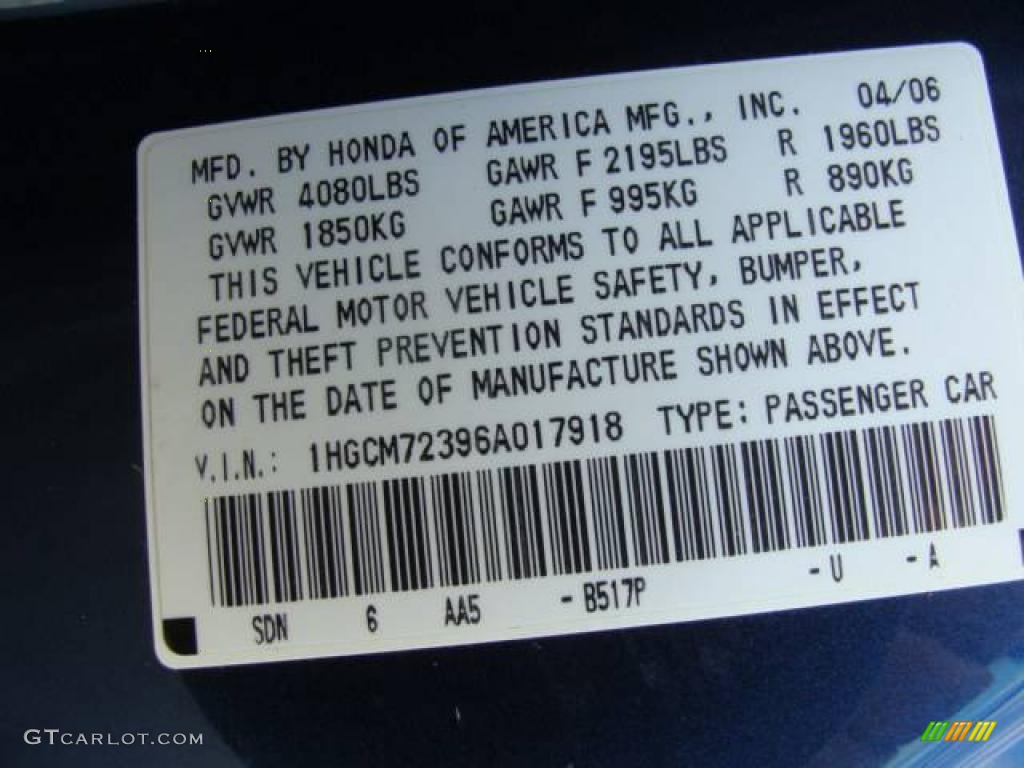 MFD. BY HONDA OF AMERICA MFG., INC. 04/06
GVWR 4080LBS GAWR F 2195LBS R 1960LBS
GVWR 1850KG GAWR F 995KG R 890KG
THIS VEHICLE CONFORMS TO ALL APPLICABLE
FEDERAL MOTOR VEHICLE SAFETY, BUMPER,
AND THEFT PREVENTION STANDARDS IN EFFECT
ON THE DATE OF MANUFACTURE SHOWN ABOVE.
V.I.N.: 1HGCM72396A017918 TYPE: PASSENGER CAR
SDN 6 AA5 - B517P - U - A
GTCARLOT.COM